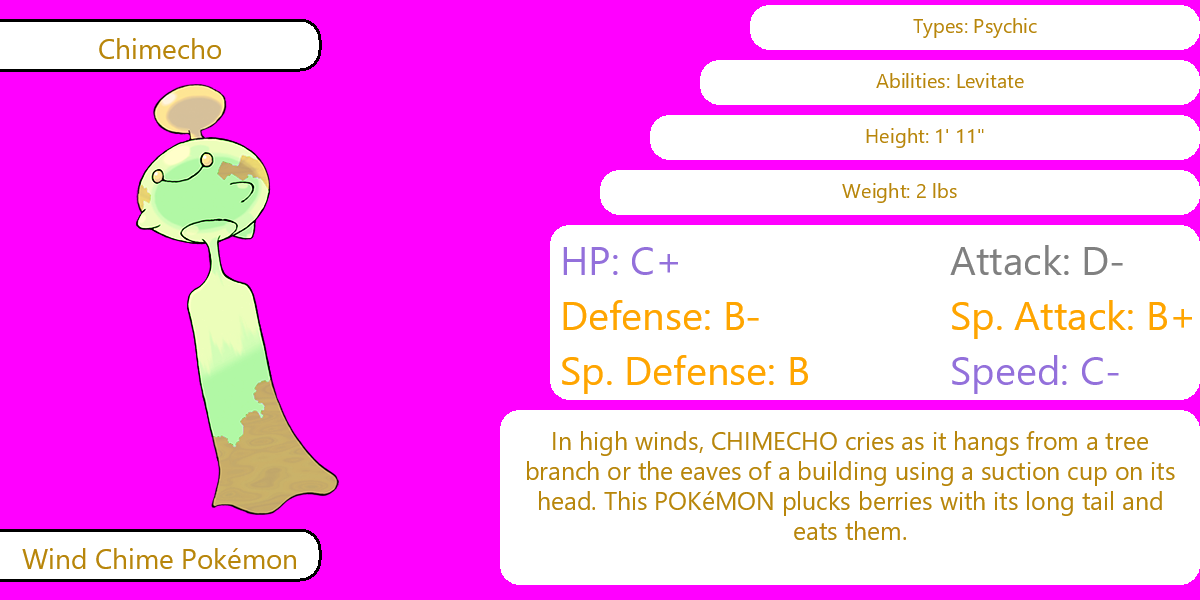 Chimecho
Wind Chime Pokémon
Types: Psychic
Abilities: Levitate
Height: 1' 11"
Weight: 2 lbs
HP: C+
Attack: D-
Defense: B-
Sp. Attack: B+
Sp. Defense: B
Speed: C-
In high winds, CHIMECHO cries as it hangs from a tree
branch or the eaves of a building using a suction cup on its
head. This POKéMON plucks berries with its long tail and
eats them.